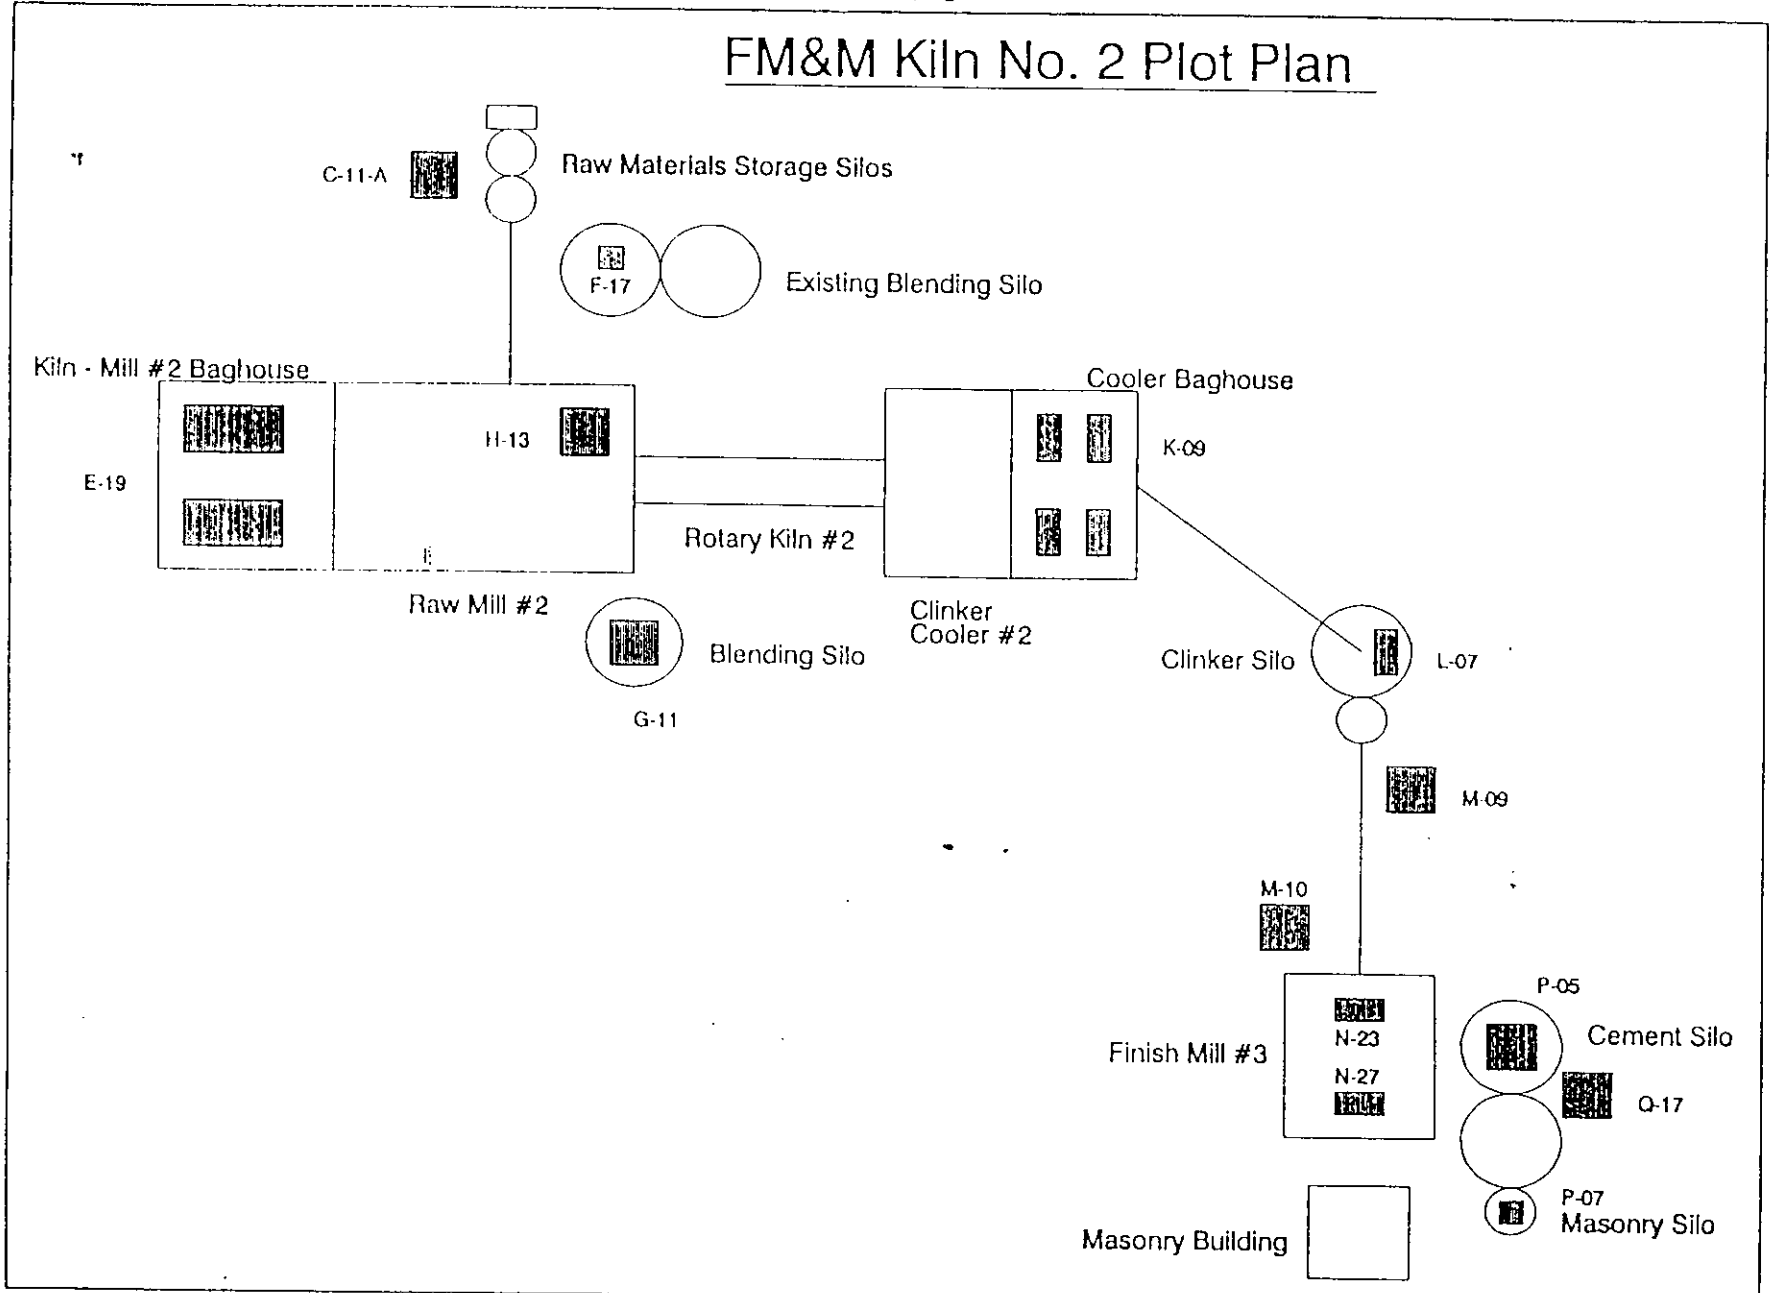 FM&M Kiln No. 2 Plot Plan
C-11-A
Raw Materials Storage Silos
F-17
Existing Blending Silo
Kiln - Mill #2 Baghouse
Cooler Baghouse
H-13
K-09
E-19
Rotary Kiln #2
Raw Mill #2
Clinker
Cooler #2
Blending Silo
Clinker Silo
L-07
G-11
M-09
M-10
P-05
N-23
Cement Silo
Finish Mill #3
N-27
Q-17
P-07
Masonry Silo
Masonry Building